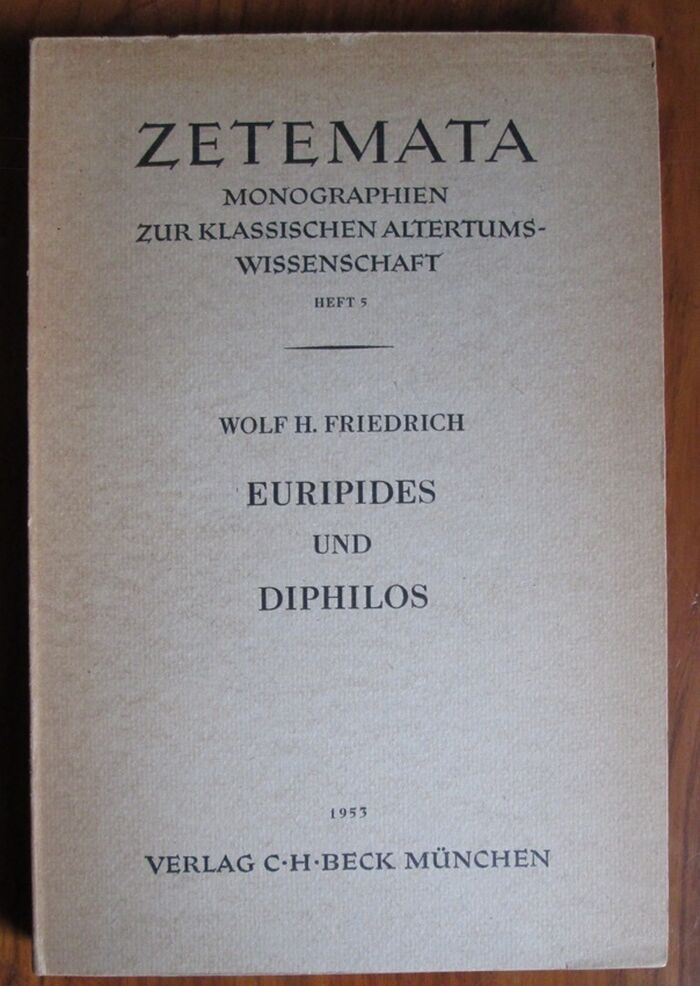 ZETEMATA
MONOGRAPHIEN
ZUR KLASSISCHEN ALTERTUMS-
WISSENSCHAFT
HEFT 5
WOLF H. FRIEDRICH
EURIPIDES
UND
DIPHILOS
1953
VERLAG C·H·BECK MÜNCHEN